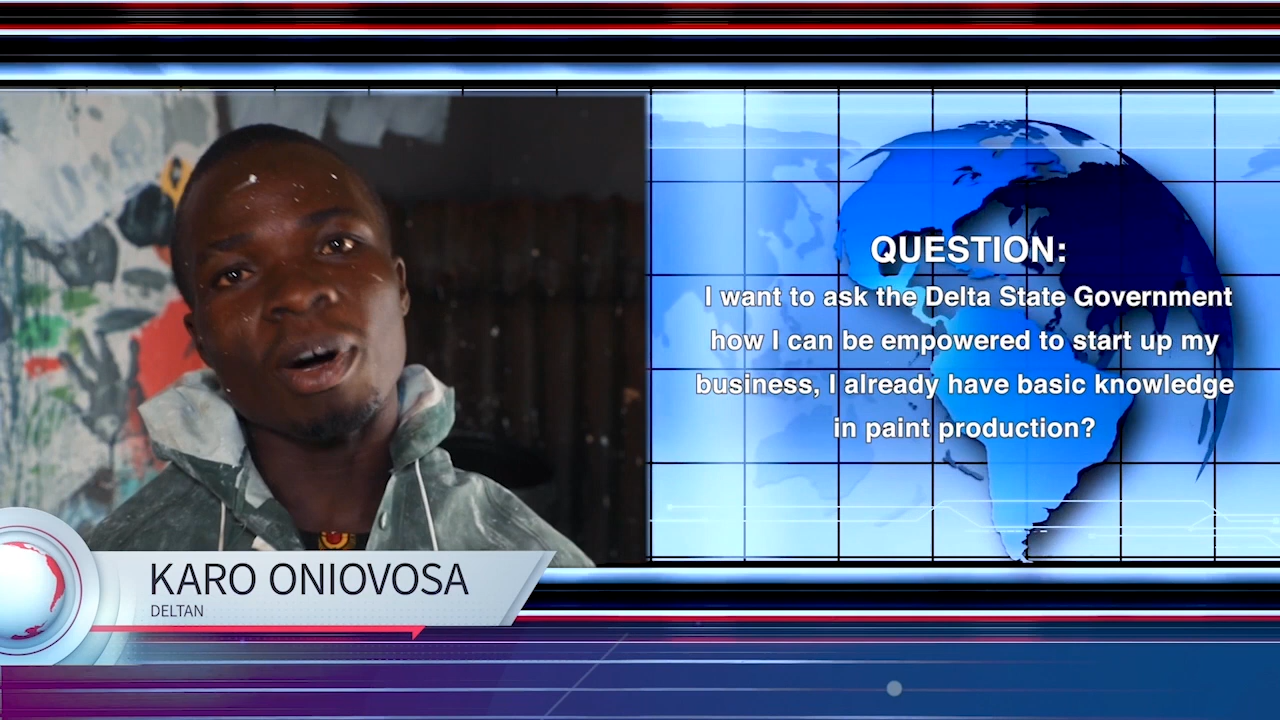 QUESTION:
I want to ask the Delta State Government
how I can be empowered to start up my
business, I already have basic knowledge
in paint production?
KARO ONIOVOSA
DELTAN